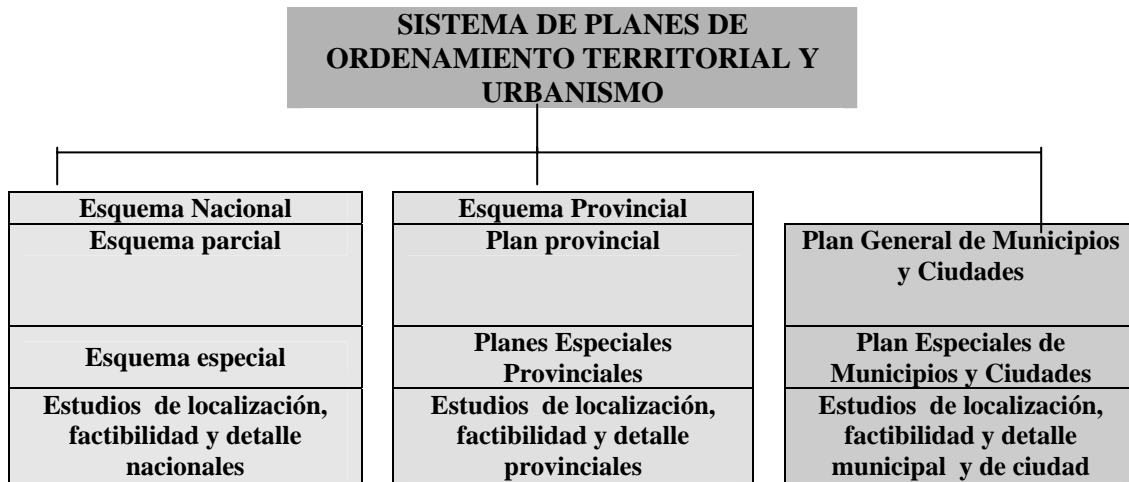 SISTEMA DE PLANES DE
ORDENAMIENTO TERRITORIAL Y
URBANISMO
Esquema Nacional
Esquema parcial
Esquema especial
Estudios de localización,
factibilidad y detalle
nacionales
Esquema Provincial
Plan provincial
Planes Especiales
Provinciales
Estudios de localización,
factibilidad y detalle
provinciales
Plan General de Municipios
y Ciudades
Plan Especiales de
Municipios y Ciudades
Estudios de localización,
factibilidad y detalle
municipal y de ciudad